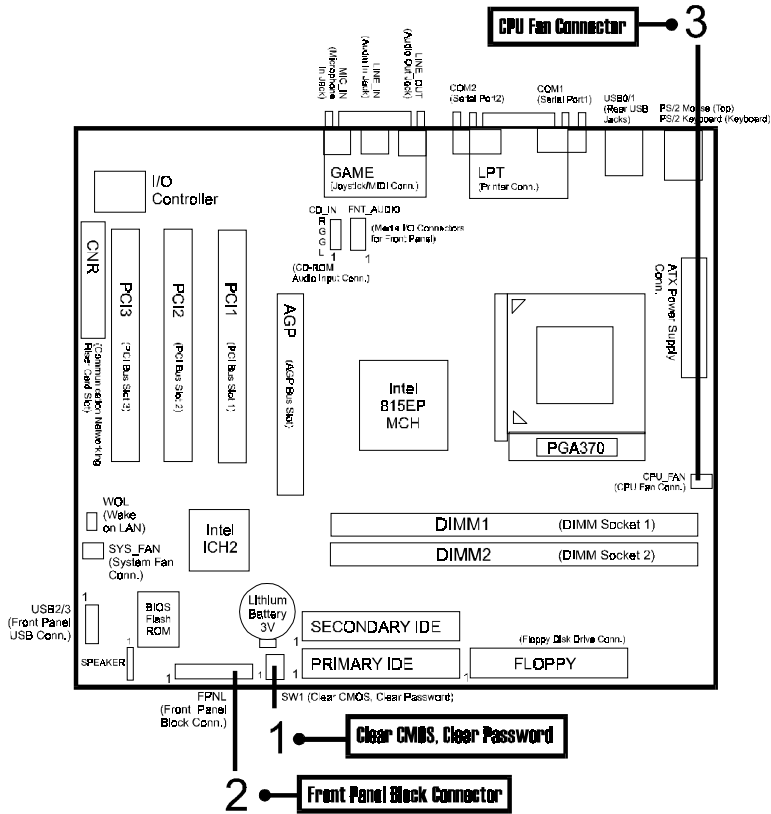 CPU Fan Connector
3
MIC_IN
(Microphone
In Jack)
LINE_IN
(Audio In Jack)
LINE_OUT
(Audio Out Jack)
COM2
(Serial Port2)
COM1
(Serial Port1)
USB0/1
(Rear USB
Jacks)
PS/2 Mouse (Top)
PS/2 Keyboard (Keyboard)
I/O
Controller
GAME
(Joystick/MIDI Conn.)
LPT
(Printer Conn.)
CD_IN
R
G
G
L
1
(CD-ROM
Audio Input Conn.)
FNT_AUDIO
1
(Media I/O Connectors
for Front Panel)
CNR
(Communication Networking
Riser Card Slot)
PCI3
(PCI Bus Slot 3)
PCI2
(PCI Bus Slot 2)
PCI1
(PCI Bus Slot 1)
AGP
(AGP Bus Slot)
ATX Power Supply
Conn.
Intel
815EP
MCH
PGA370
CPU_FAN
(CPU Fan Conn.)
WOL
(Wake
on LAN)
SYS_FAN
(System Fan
Conn.)
Intel
ICH2
DIMM1
(DIMM Socket 1)
DIMM2
(DIMM Socket 2)
USB2/3
(Front Panel
USB Conn.)
1
BIOS
Flash
ROM
Lithium
Battery
3V
SECONDARY IDE
1
(Floppy Disk Drive Conn.)
SPEAKER
1
PRIMARY IDE
1
FLOPPY
1
1
1
FPNL
(Front Panel
Block Conn.)
SW1 (Clear CMOS, Clear Password)
1
Clear CMOS, Clear Password
2
Front Panel Block Connector